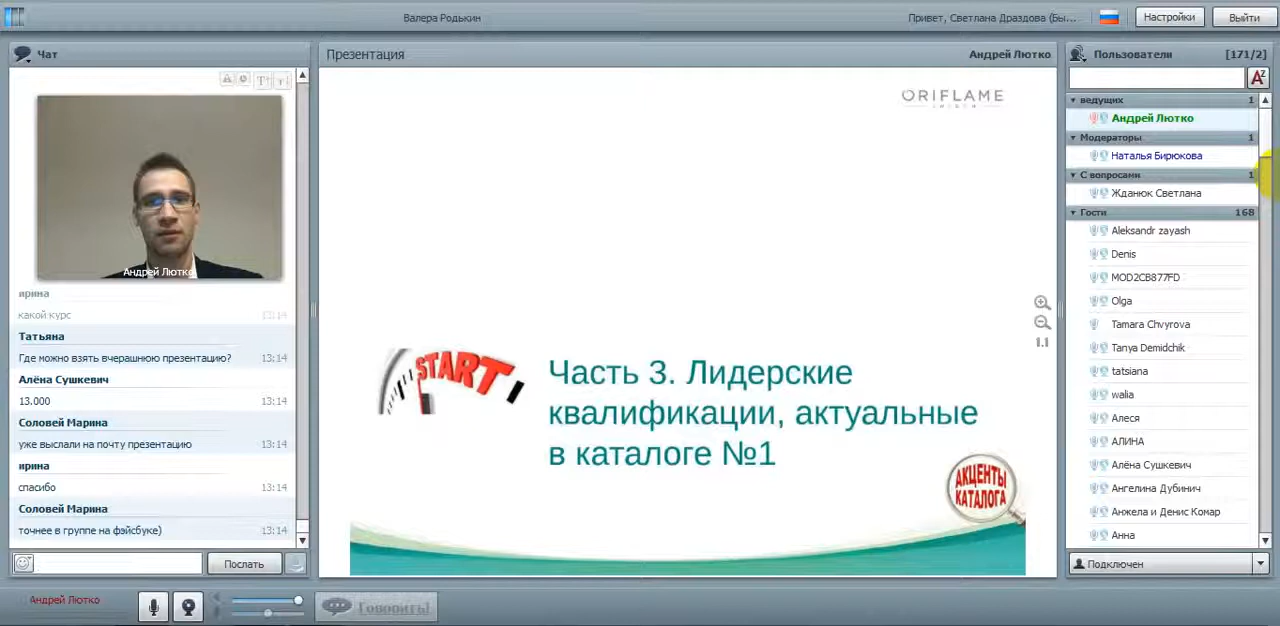 Валера Родькин
Привет, Светлана Драздова (Бы...
Настройки
Выйти
Чат
Андрей Лютко
ирина
какой курс 13:14
Татьяна
Где можно взять вчерашнюю презентацию? 13:14
Алёна Сушкевич
13.000 13:14
Соловей Марина
уже выслали на почту презентацию 13:14
ирина
спасибо 13:14
Соловей Марина
точнее в группе на фэйсбуке) 13:14
Послать
Презентация
Андрей Лютко
ORIFLAME
SWEDEN
START
Часть 3. Лидерские
квалификации, актуальные
в каталоге №1
АКЦЕНТЫ
КАТАЛОГА
1.1
Пользователи [171/2]
ведущих 1
Андрей Лютко
Модераторы 1
Наталья Бирюкова
С вопросами 1
Жданюк Светлана
Гости 168
Aleksandr zayash
Denis
MOD2CB877FD
Olga
Tamara Chvyrova
Tanya Demidchik
tatsiana
walia
Алеся
АЛИНА
Алёна Сушкевич
Ангелина Дубинич
Анжела и Денис Комар
Анна
Подключен
Андрей Лютко
Говорить!